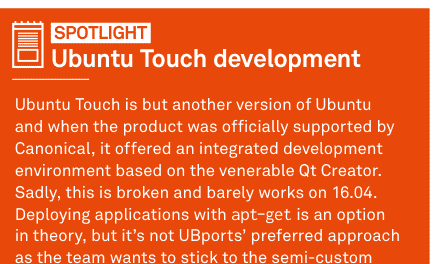 SPOTLIGHT
Ubuntu Touch development
Ubuntu Touch is but another version of Ubuntu
and when the product was officially supported by
Canonical, it offered an integrated development
environment based on the venerable Qt Creator.
Sadly, this is broken and barely works on 16.04.
Deploying applications with apt-get is an option
in theory, but it's not UBports' preferred approach
as the team wants to stick to the semi-custom